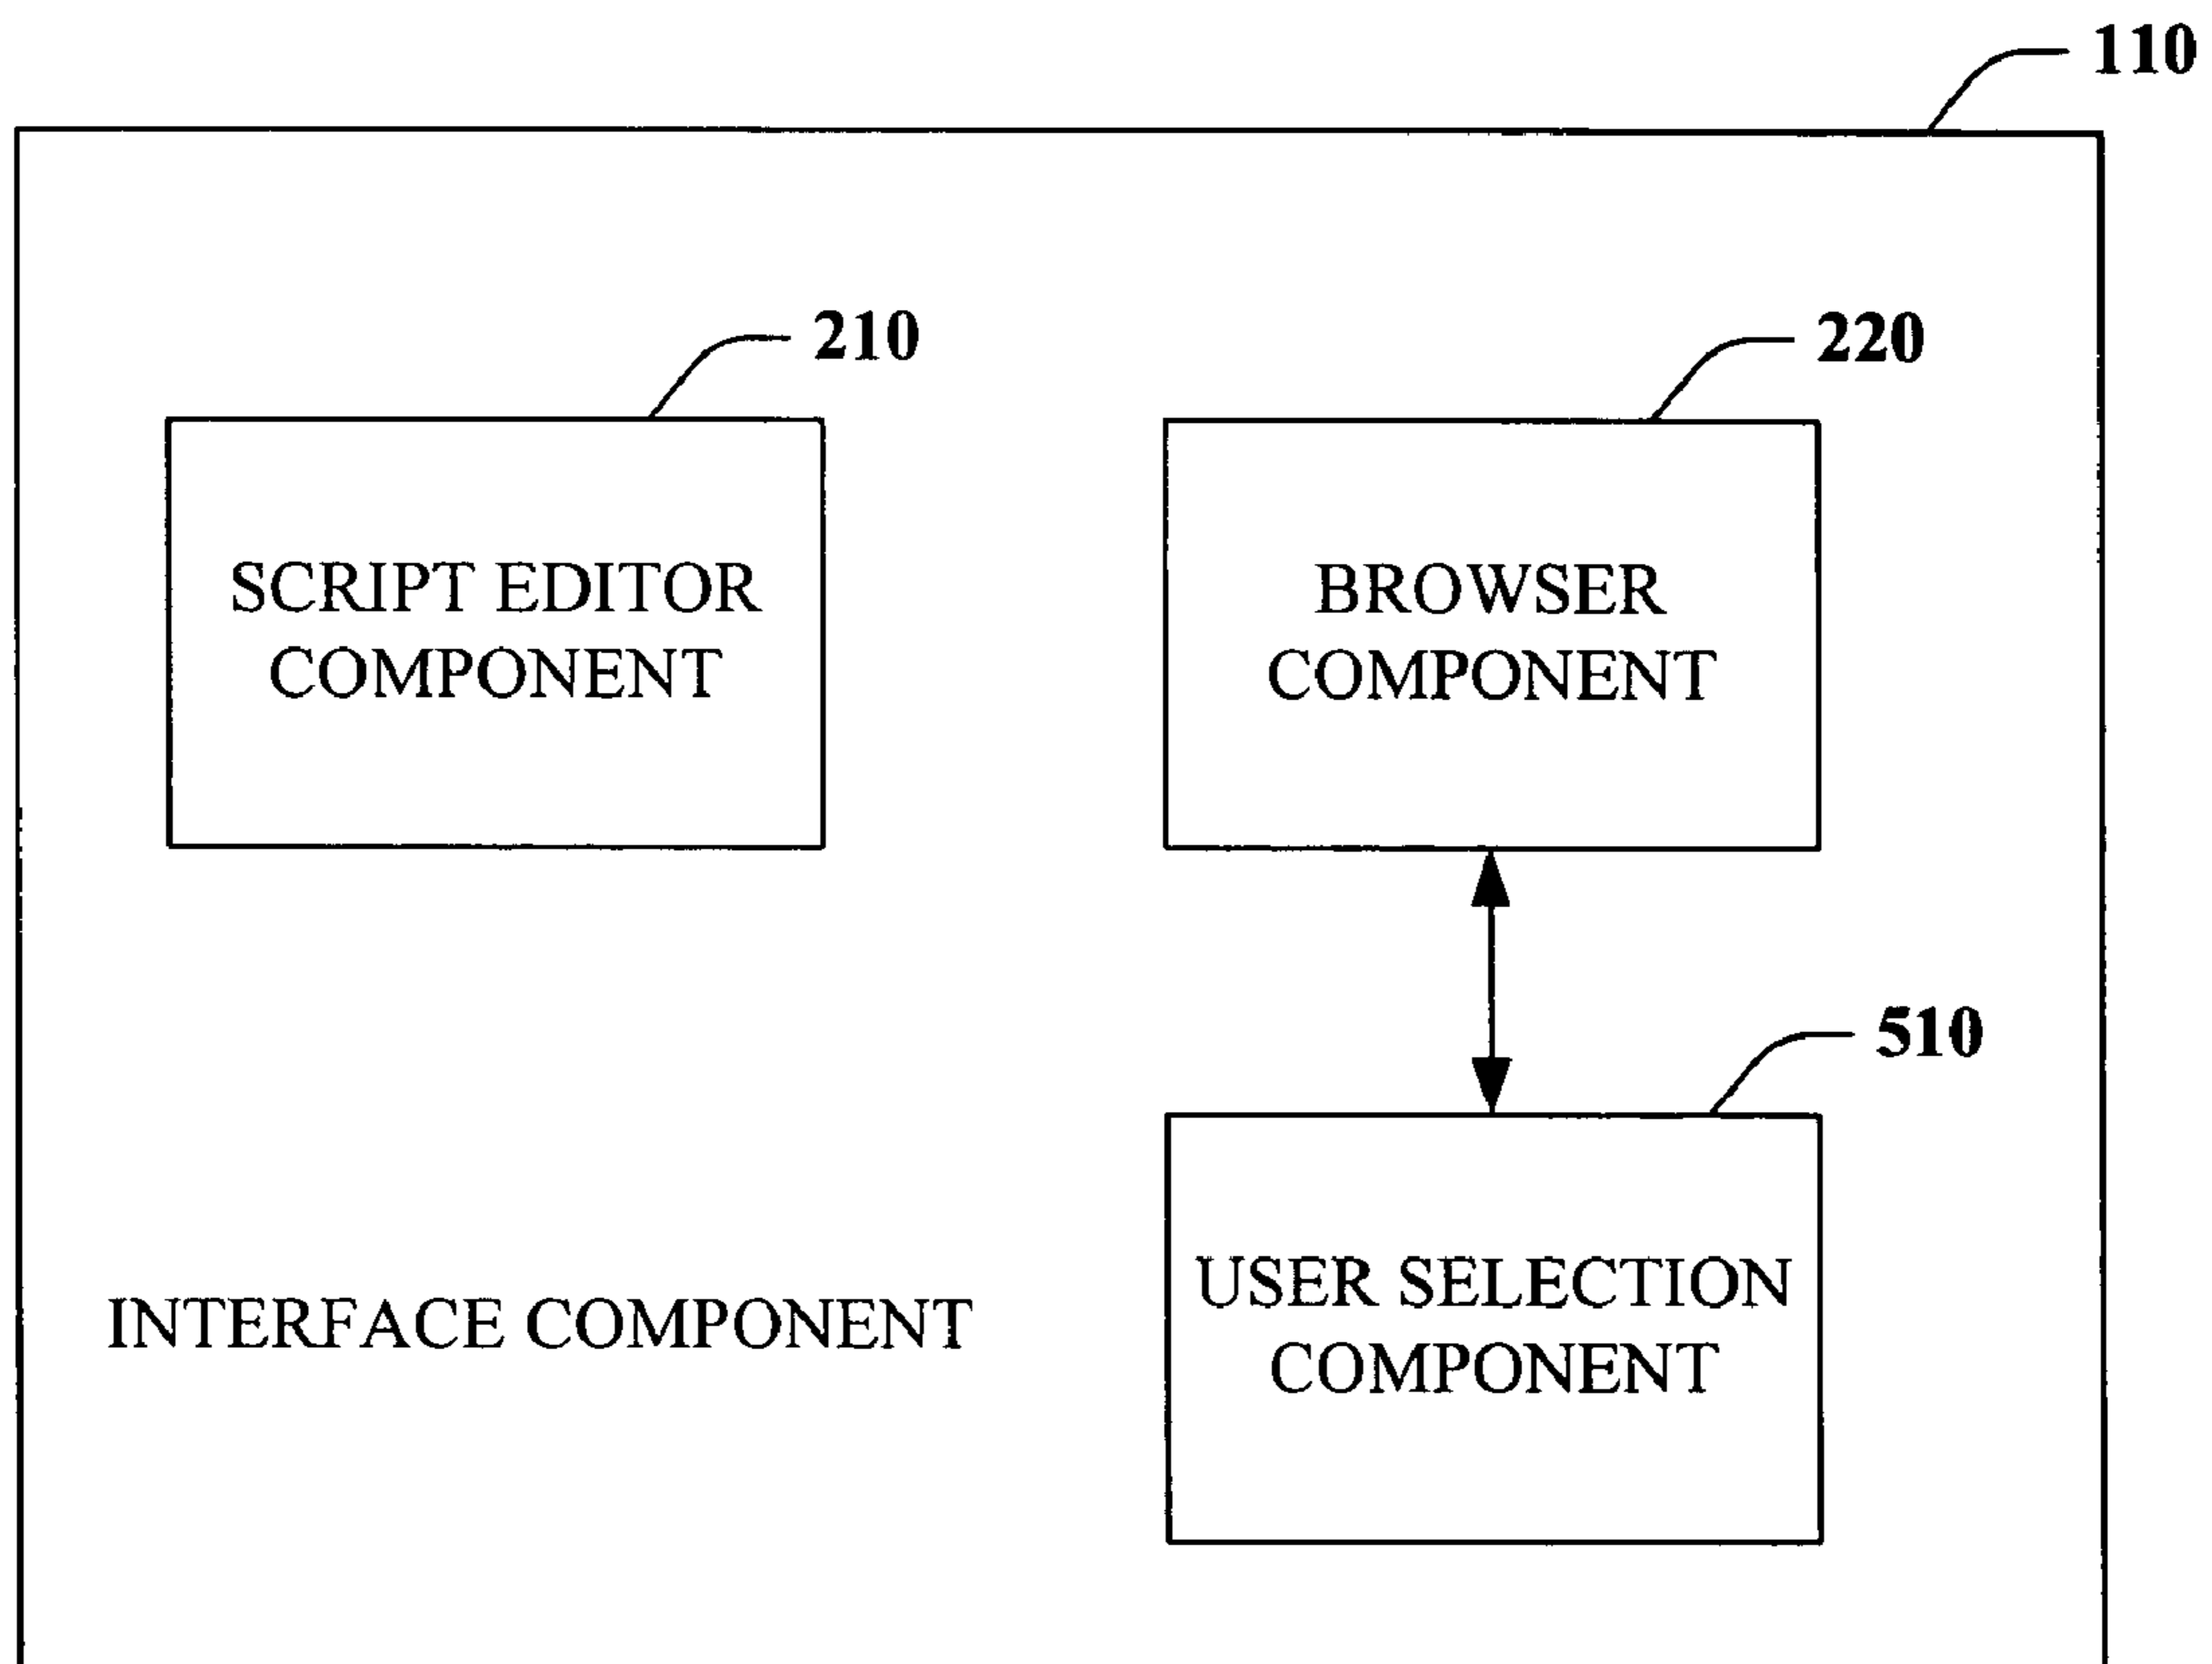 110
210
220
SCRIPT EDITOR
COMPONENT
BROWSER
COMPONENT
510
USER SELECTION
COMPONENT
INTERFACE COMPONENT